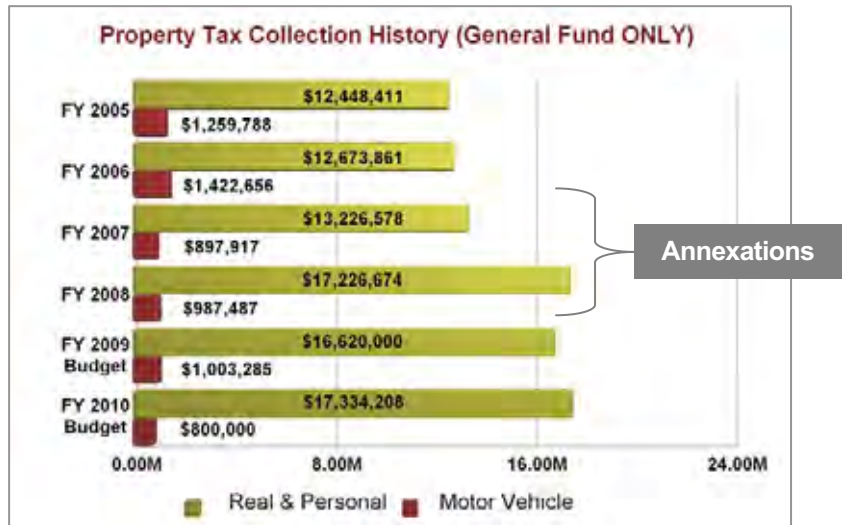 Property Tax Collection History (General Fund ONLY)
FY 2005
$12,448,411
$1,259,788
FY 2006
$12,673,861
$1,422,656
FY 2007
$13,226,578
$897,917
Annexations
FY 2008
$17,226,674
$987,487
FY 2009
Budget
$16,620,000
$1,003,285
FY 2010
Budget
$17,334,208
$800,000
0.00M 8.00M 16.00M 24.00M
Real & Personal Motor Vehicle